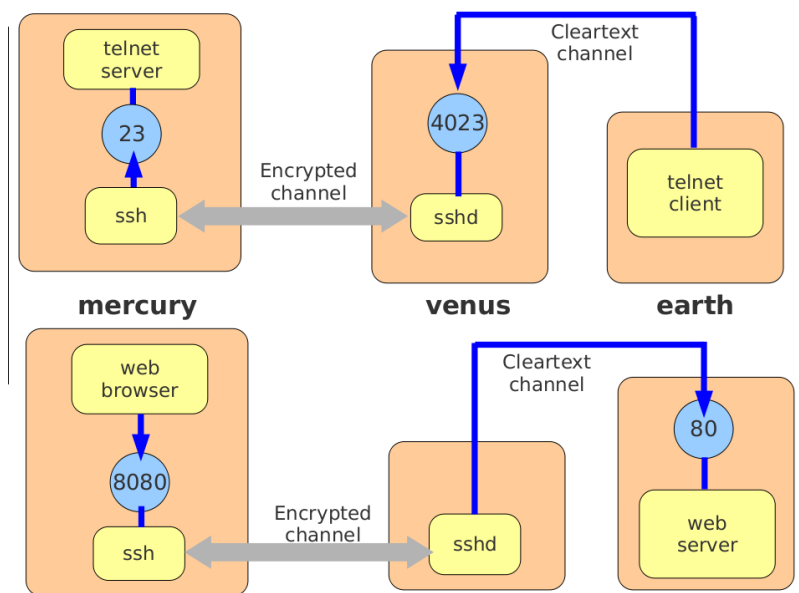 telnet
server
23
ssh
Encrypted
channel
4023
sshd
Cleartext
channel
telnet
client
mercury
venus
earth
web
browser
8080
ssh
Encrypted
channel
sshd
Cleartext
channel
80
web
server